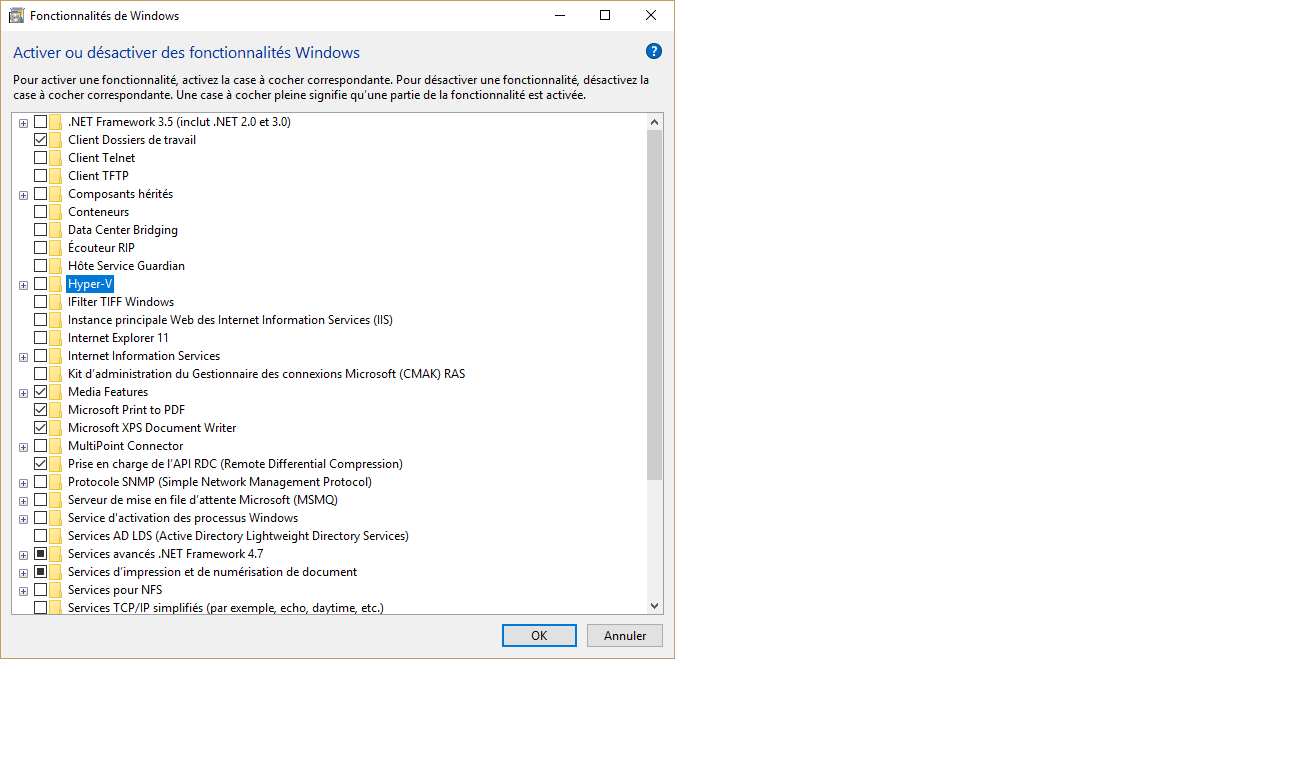 Fonctionnalités de Windows
Activer ou désactiver des fonctionnalités Windows
?
Pour activer une fonctionnalité, activez la case à cocher correspondante. Pour désactiver une fonctionnalité, désactivez la
case à cocher correspondante. Une case à cocher pleine signifie qu’une partie de la fonctionnalité est activée.
.NET Framework 3.5 (inclut .NET 2.0 et 3.0)
Client Dossiers de travail
Client Telnet
Client TFTP
Composants hérités
Conteneurs
Data Center Bridging
Écouteur RIP
Hôte Service Guardian
Hyper-V
IFilter TIFF Windows
Instance principale Web des Internet Information Services (IIS)
Internet Explorer 11
Internet Information Services
Kit d’administration du Gestionnaire des connexions Microsoft (CMAK) RAS
Media Features
Microsoft Print to PDF
Microsoft XPS Document Writer
MultiPoint Connector
Prise en charge de l’API RDC (Remote Differential Compression)
Protocole SNMP (Simple Network Management Protocol)
Serveur de mise en file d’attente Microsoft (MSMQ)
Service d’activation des processus Windows
Services AD LDS (Active Directory Lightweight Directory Services)
Services avancés .NET Framework 4.7
Services d’impression et de numérisation de document
Services pour NFS
Services TCP/IP simplifiés (par exemple, echo, daytime, etc.)
OK
Annuler